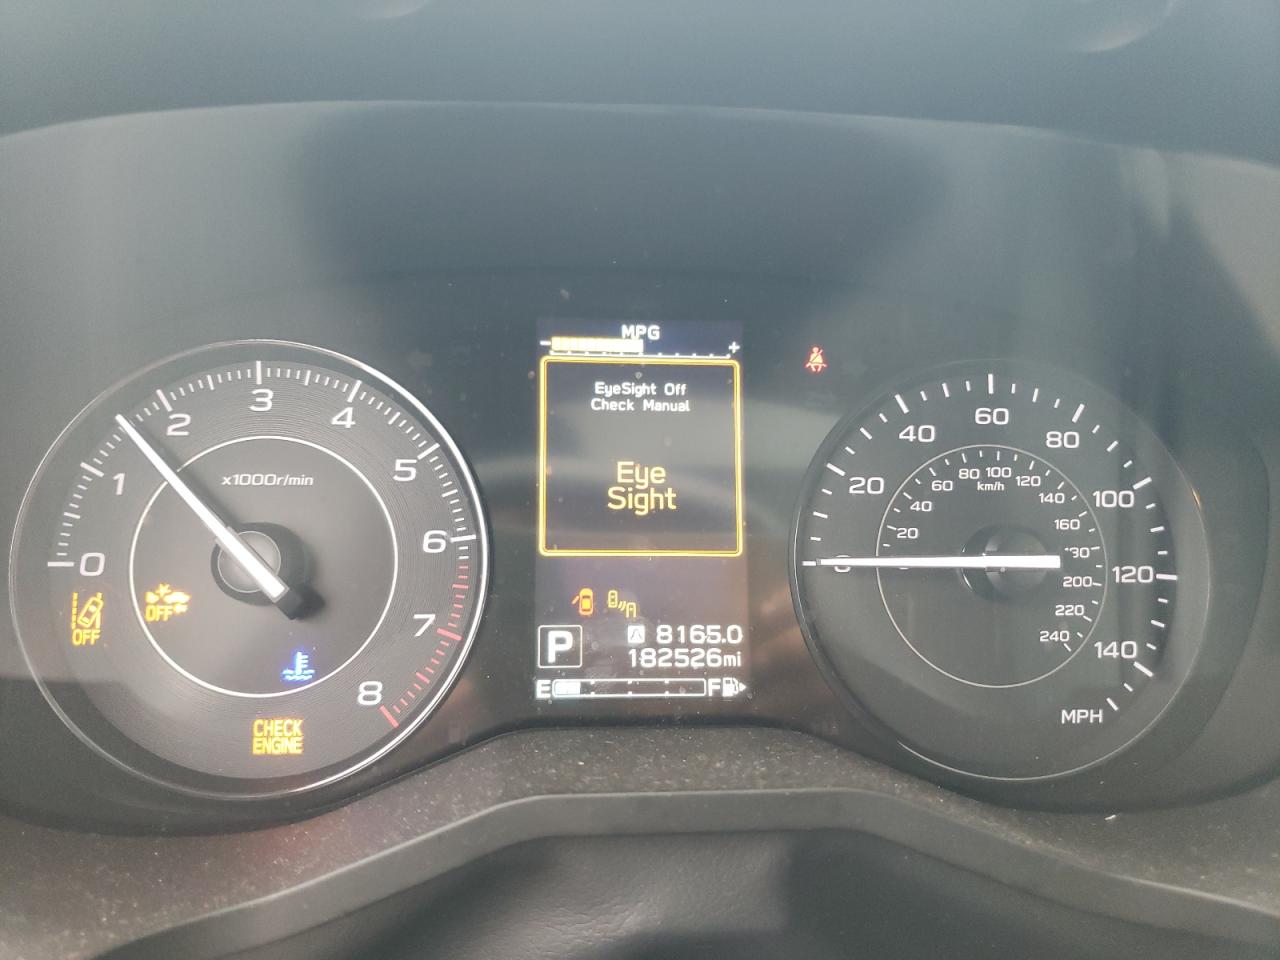 MPG
- +
EyeSight Off
Check Manual
Eye
Sight
P
A 8165.0
182526mi
E F
0
1
2
3
4
5
6
7
8
x1000r/min
OFF
OFF
CHECK
ENGINE
0
20
40
60
80
100
120
140
MPH
20
40
60
80
100
120
140
160
200
220
240
km/h